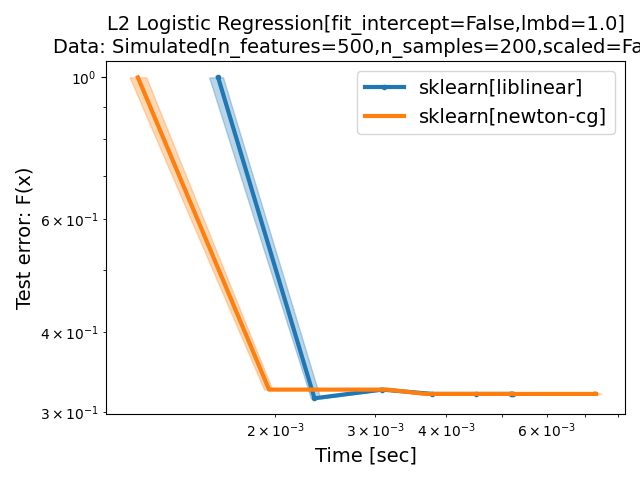 L2 Logistic Regression[fit_intercept=False,lmbd=1.0]
Data: Simulated[n_features=500,n_samples=200,scaled=Fa
sklearn[liblinear]
sklearn[newton-cg]
Test error: F(x)
10⁰
6 × 10⁻¹
4 × 10⁻¹
3 × 10⁻¹
2 × 10⁻³ 3 × 10⁻³ 4 × 10⁻³ 6 × 10⁻³
Time [sec]